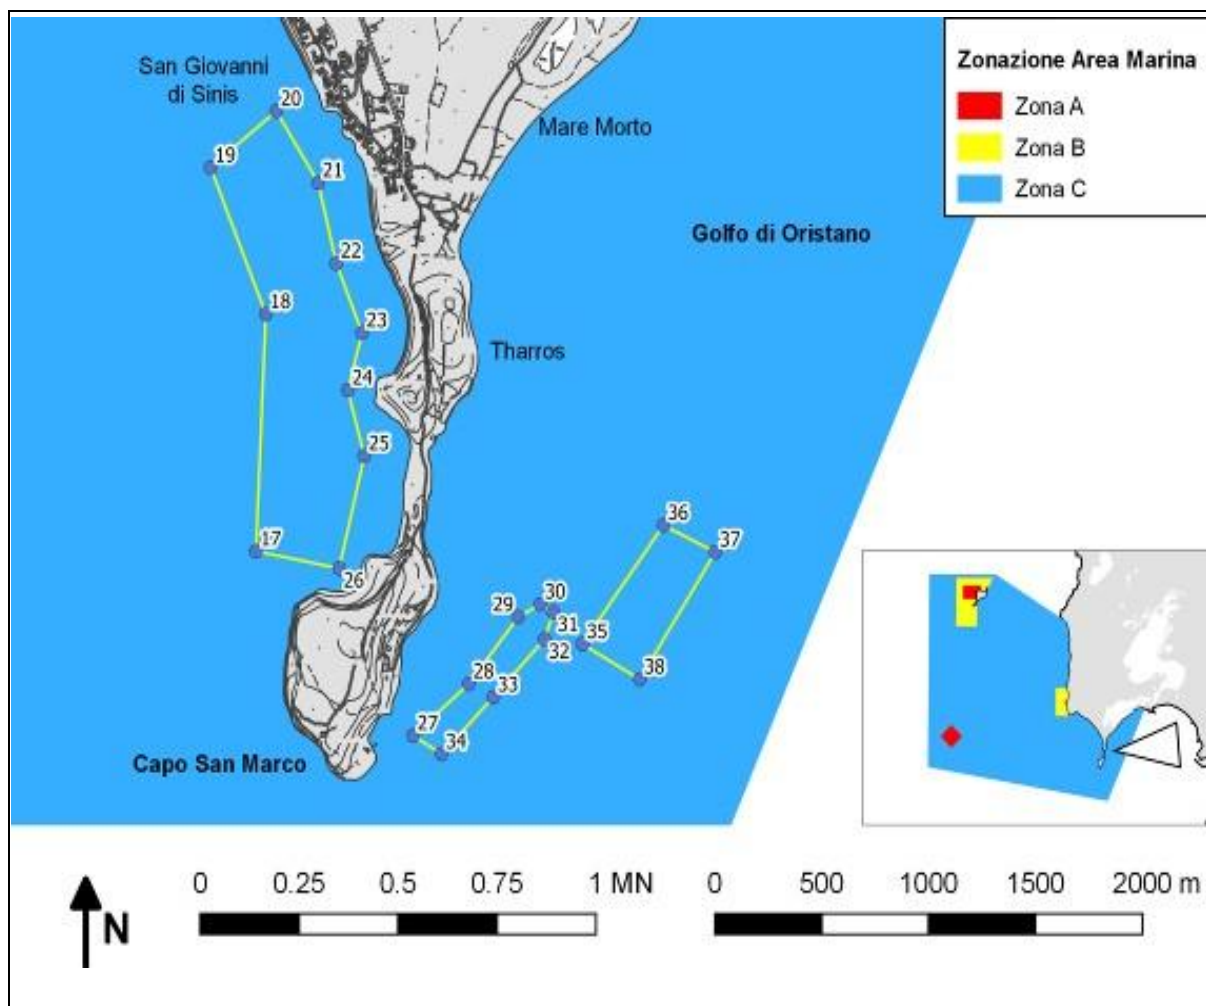 San Giovanni
di Sinis
20
19
21
22
18
23
24
25
17
26
Mare Morto
Golfo di Oristano
Tharros
36
37
30
29
31
35
32
38
28
33
27
34
Capo San Marco
Zonazione Area Marina
Zona A
Zona B
Zona C
N
0 0.25 0.5 0.75 1 MN
0 500 1000 1500 2000 m